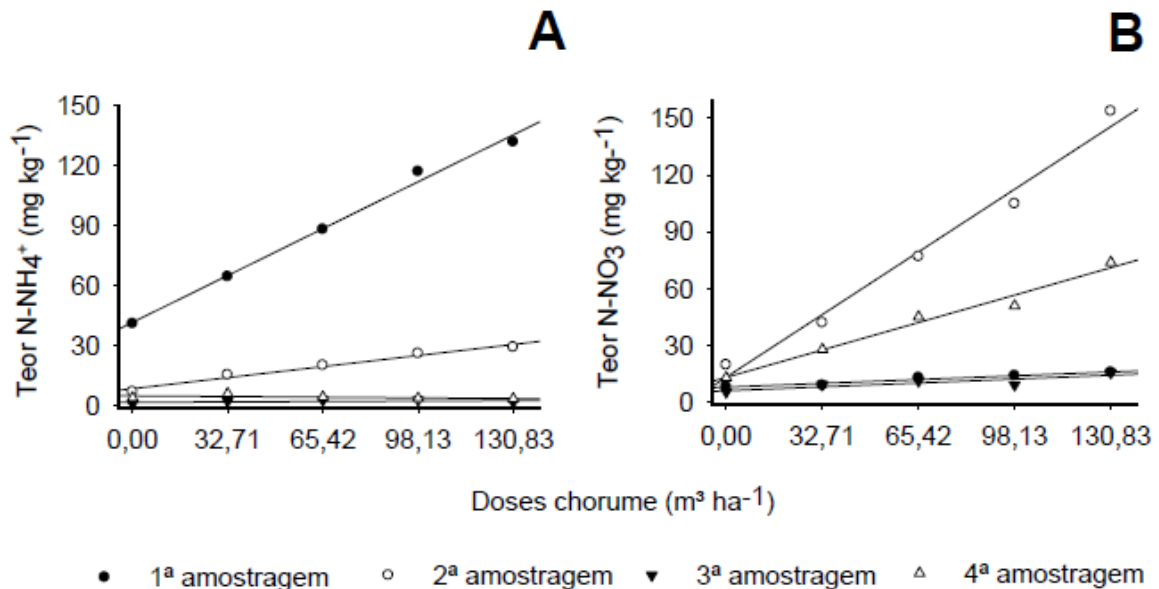 A
B
Teor N-NH4⁺ (mg kg⁻¹)
150
120
90
60
30
0
0,00 32,71 65,42 98,13 130,83
Teor N-NO3 (mg kg-⁻¹)
150
120
90
60
30
0
0,00 32,71 65,42 98,13 130,83
Doses chorume (m³ ha⁻¹)
1ª amostragem 2ª amostragem 3ª amostragem 4ª amostragem